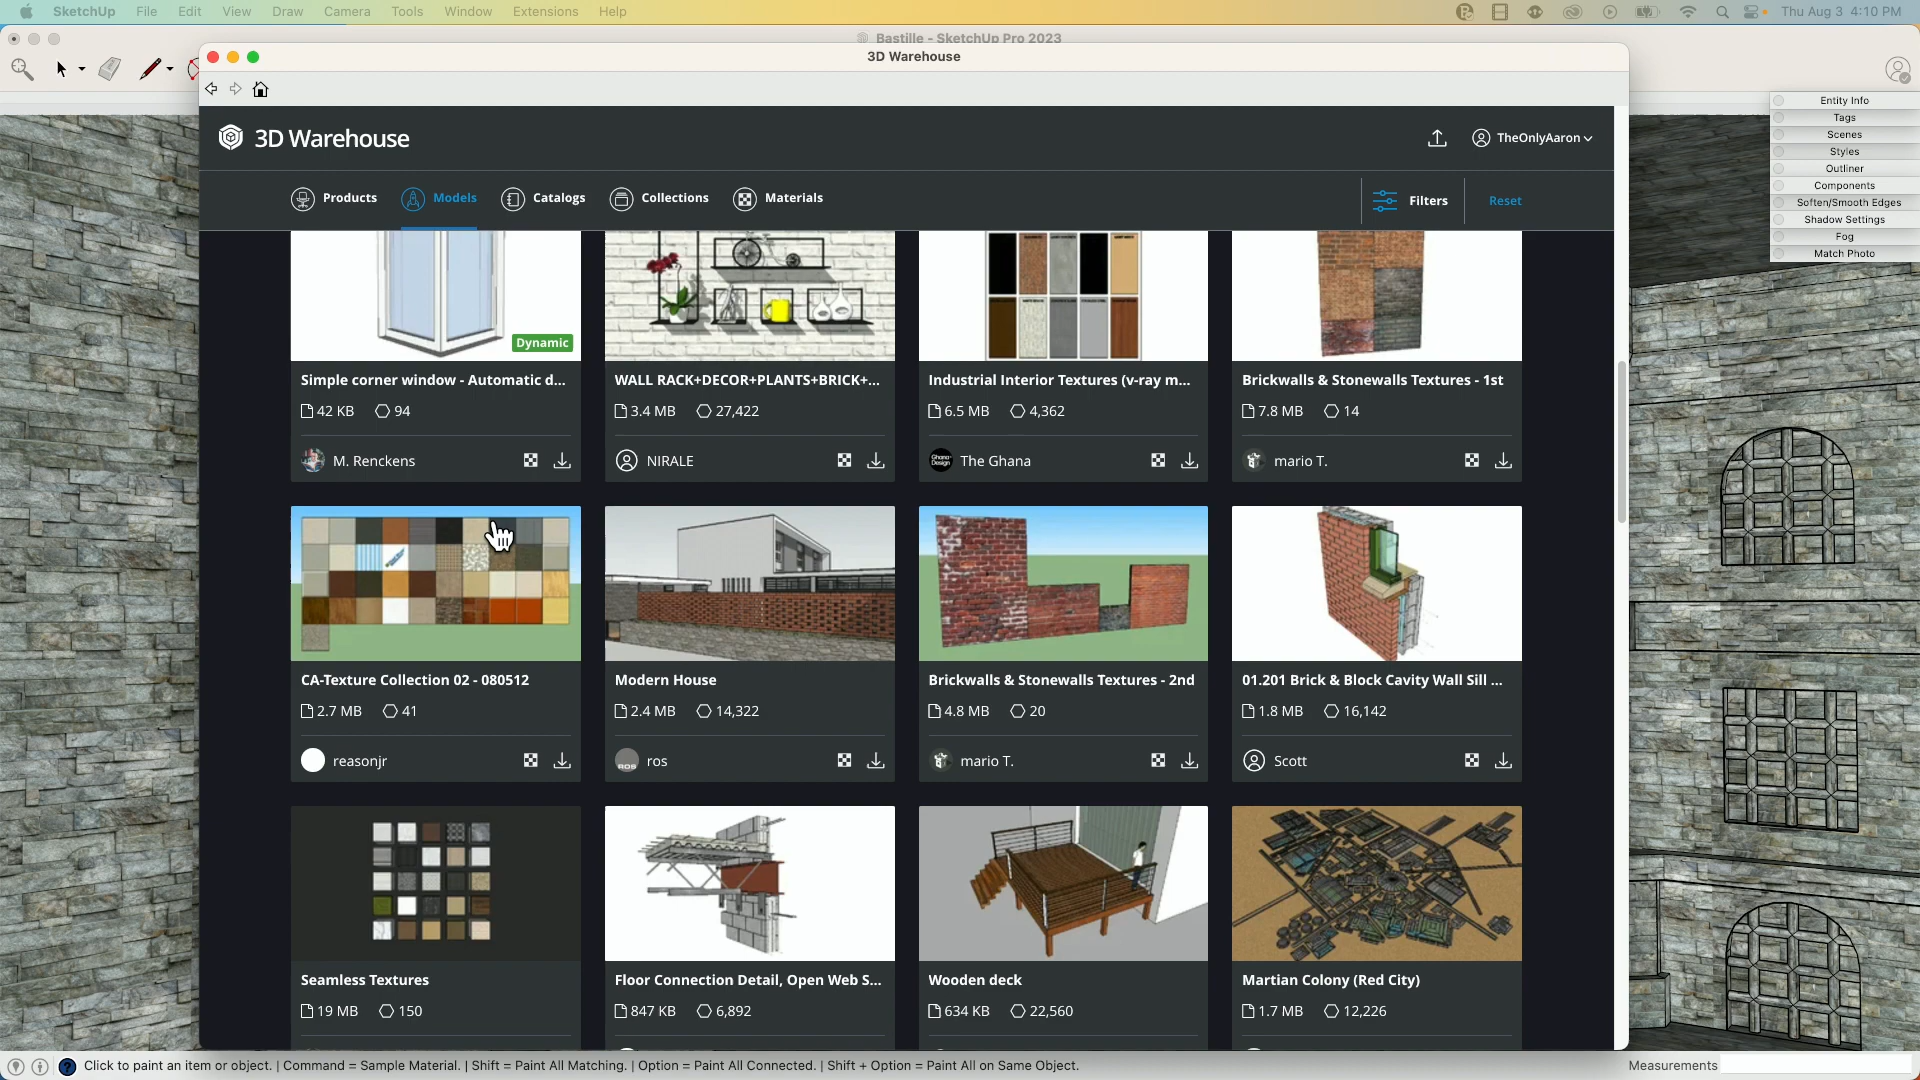 SketchUp File Edit View Draw Camera Tools Window Extensions Help Thu Aug 3 4:10 PM
Bastille - SketchUp Pro 2023
3D Warehouse
3D Warehouse
TheOnlyAaron
Products Models Catalogs Collections Materials Filters Reset
Entity Info
Tags
Scenes
Styles
Outliner
Components
Soften/Smooth Edges
Shadow Settings
Fog
Match Photo
Dynamic
Simple corner window - Automatic d...
42 KB 94
M. Renckens
WALL RACK+DECOR+PLANTS+BRICK+...
3.4 MB 27,422
NIRALE
Industrial Interior Textures (v-ray m...
6.5 MB 4,362
The Ghana
Brickwalls & Stonewalls Textures - 1st
7.8 MB 14
mario T.
CA-Texture Collection 02 - 080512
2.7 MB 41
reasonjr
Modern House
2.4 MB 14,322
ros
Brickwalls & Stonewalls Textures - 2nd
4.8 MB 20
mario T.
01.201 Brick & Block Cavity Wall Sill ...
1.8 MB 16,142
Scott
Seamless Textures
19 MB 150
Floor Connection Detail, Open Web S...
847 KB 6,892
Wooden deck
634 KB 22,560
Martian Colony (Red City)
1.7 MB 12,226
Click to paint an item or object. | Command = Sample Material. | Shift = Paint All Matching. | Option = Paint All Connected. | Shift + Option = Paint All on Same Object.
Measurements